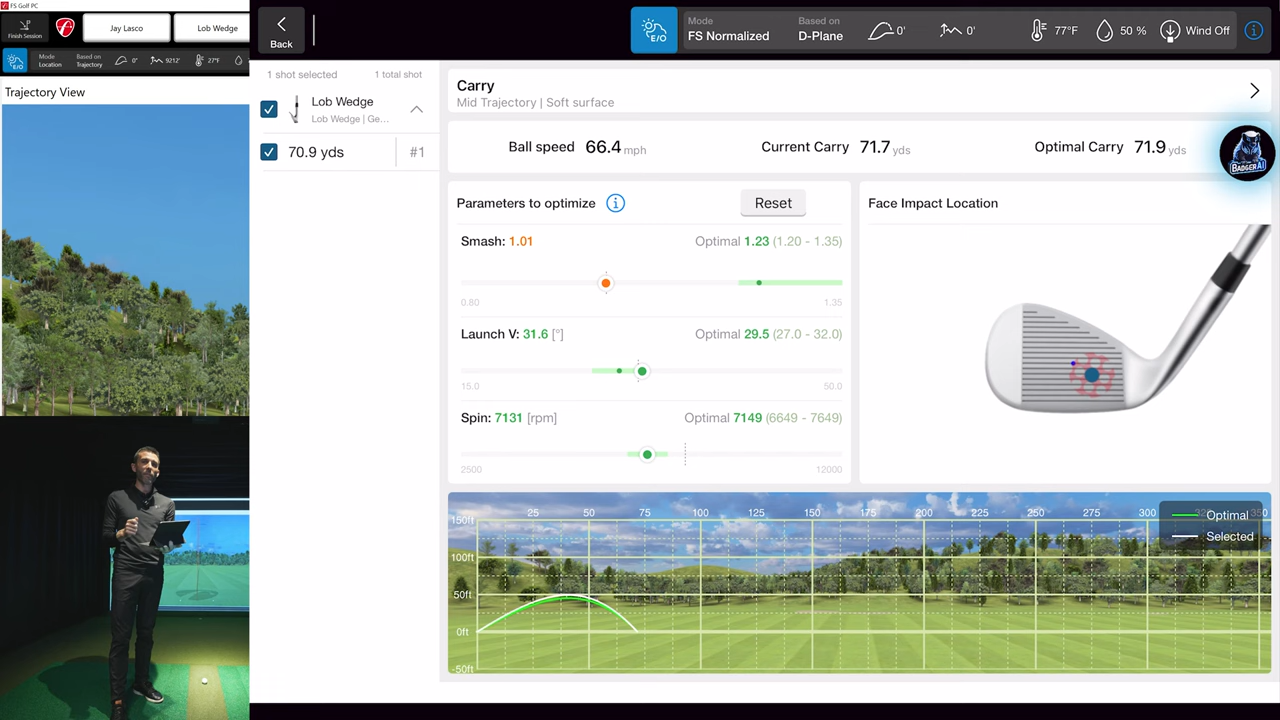 FS Golf PC
Finish Session
Jay Lasco
Lob Wedge
E/O
Mode
Location
Based on
Trajectory
0'
9212'
27°F
Trajectory View
Back
E/O
Mode
FS Normalized
Based on
D-Plane
0'
0'
77°F
50 %
Wind Off
1 shot selected
1 total shot
Lob Wedge
Lob Wedge | Ge...
70.9 yds
#1
Carry
Mid Trajectory | Soft surface
Ball speed 66.4 mph
Current Carry 71.7 yds
Optimal Carry 71.9 yds
BADGERAI
Parameters to optimize
Reset
Smash: 1.01
Optimal 1.23 (1.20 - 1.35)
0.80
1.35
Launch V: 31.6 [°]
Optimal 29.5 (27.0 - 32.0)
15.0
50.0
Spin: 7131 [rpm]
Optimal 7149 (6649 - 7649)
2500
12000
Face Impact Location
25 50 75 100 125 150 175 200 225 250 275 300 350
150ft
100ft
50ft
0ft
-50ft
Optimal
Selected